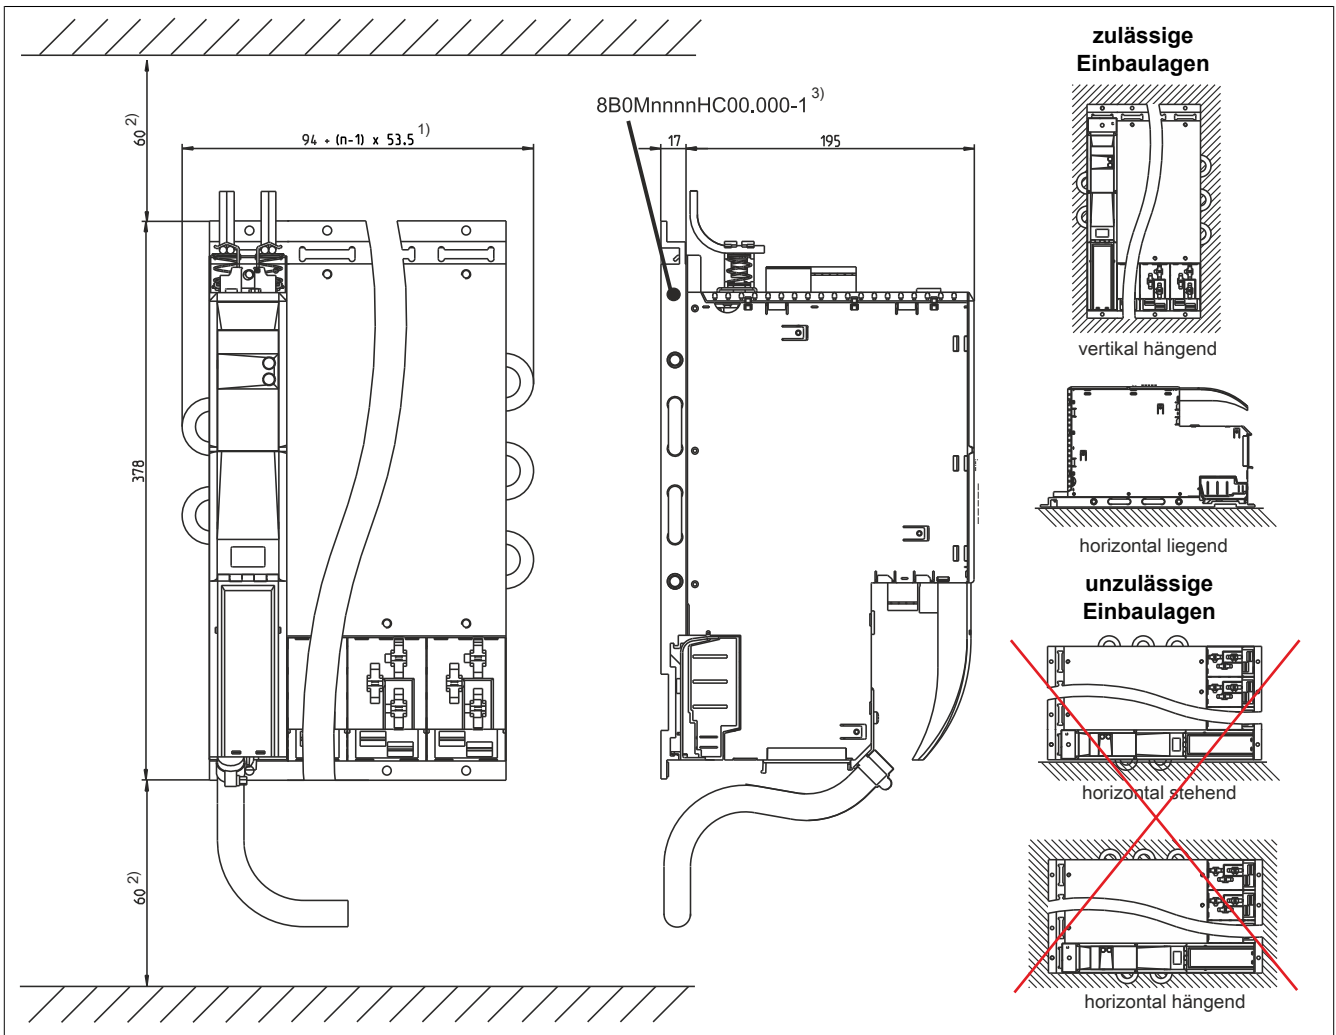 60 2)
94 + (n-1) x 53.5 1)
378
60 2)
8B0MnnnnHC00.000-1 3)
17
195
zulässige
Einbaulagen
vertikal hängend
horizontal liegend
unzulässige
Einbaulagen
horizontal stehend
horizontal hängend